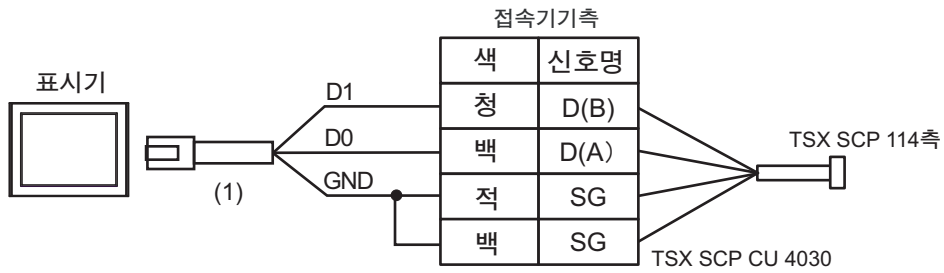 접속기기측
표시기
색 신호명
D1 청 D(B)
D0 백 D(A)
TSX SCP 114측
(1)
GND 적 SG
백 SG
TSX SCP CU 4030